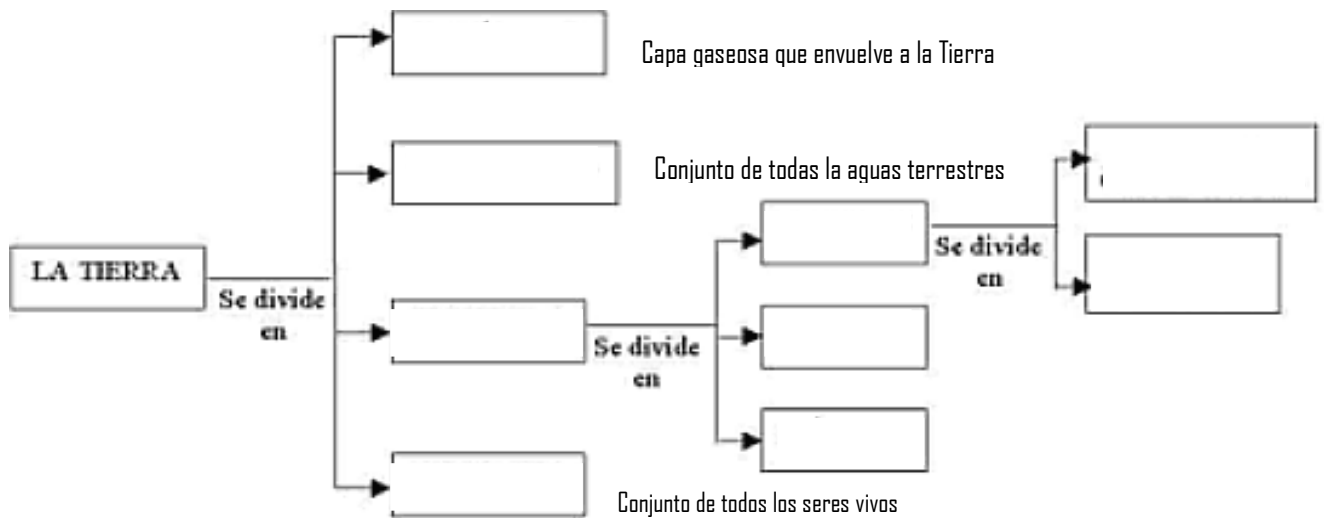 Capa gaseosa que envuelve a la Tierra
Conjunto de todas la aguas terrestres
LA TIERRA
Se divide
en
Se divide
en
Se divide
en
Conjunto de todos los seres vivos